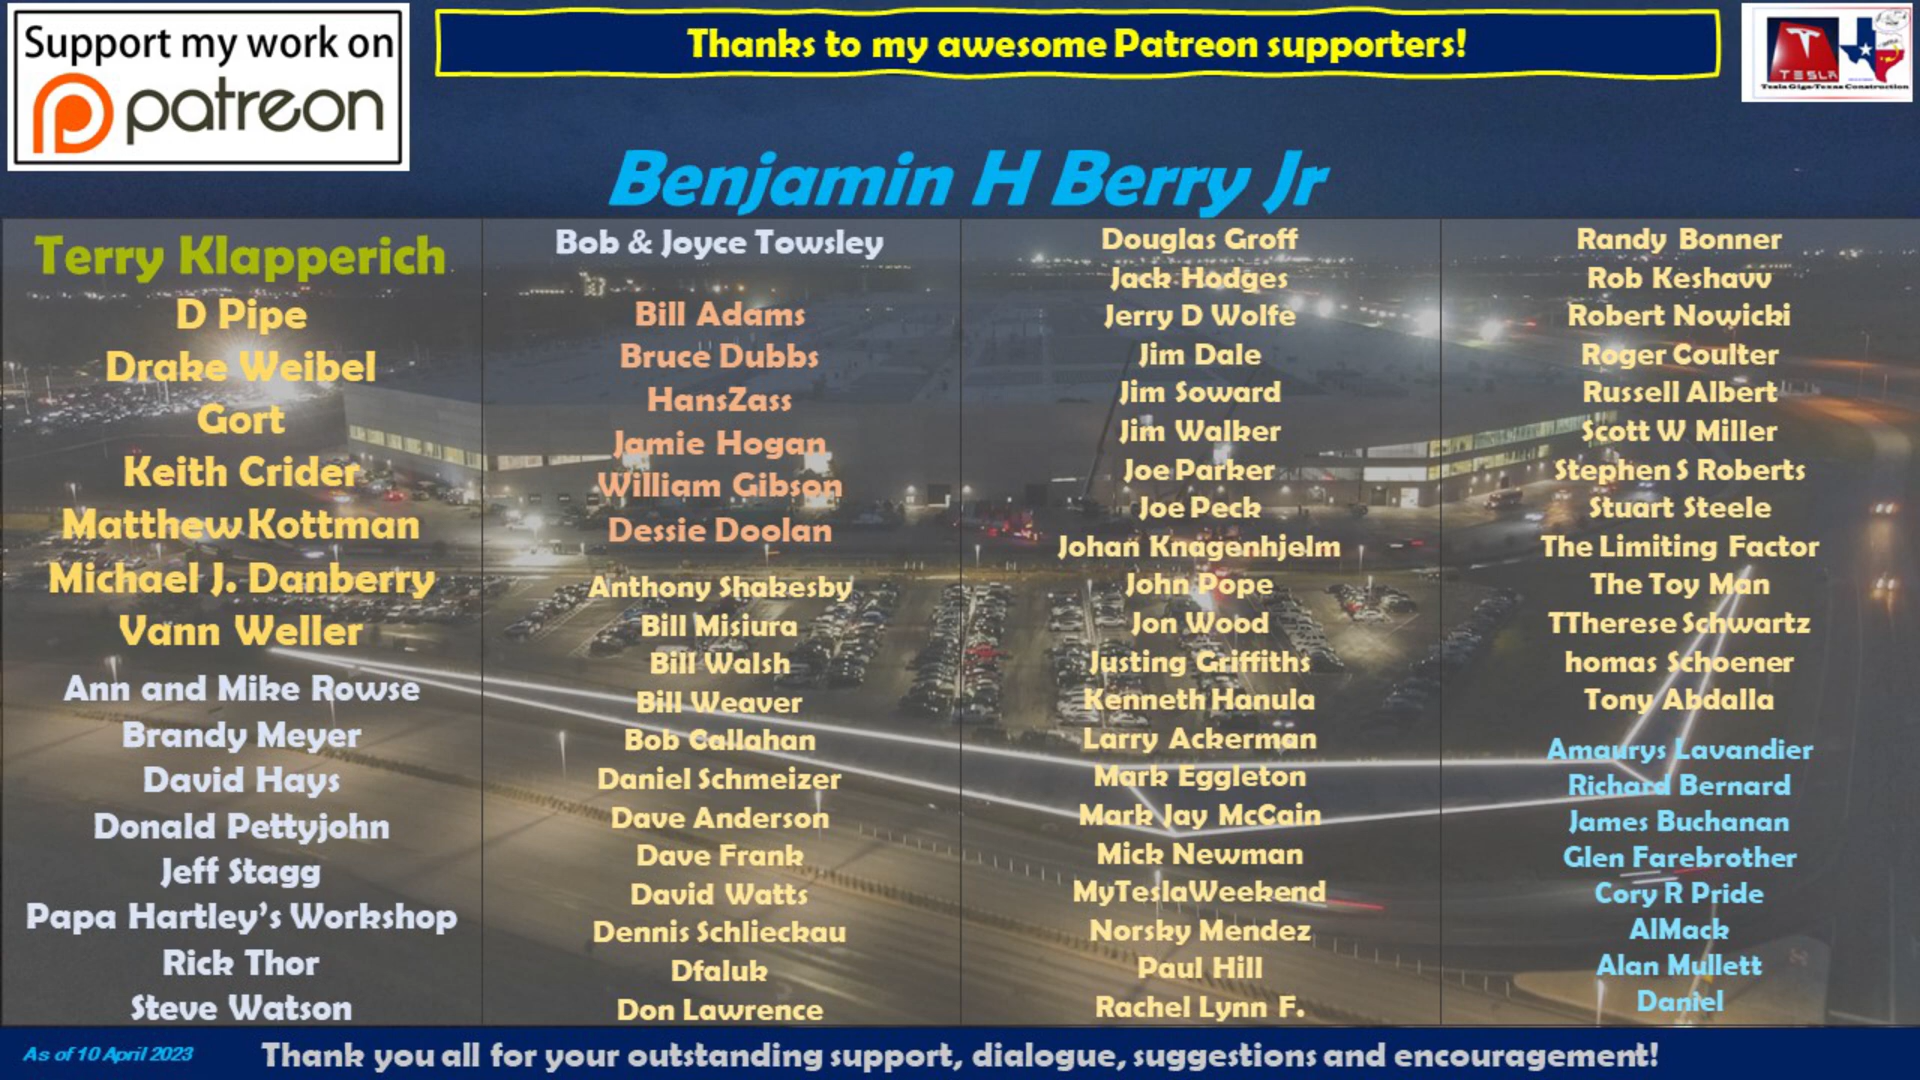 Support my work on
patreon
Thanks to my awesome Patreon supporters!
TESLA
Tesla Giga-Texas Construction
Benjamin H Berry Jr
Terry Klapperich
D Pipe
Drake Weibel
Gort
Keith Crider
Matthew Kottman
Michael J. Danberry
Vann Weller
Ann and Mike Rowse
Brandy Meyer
David Hays
Donald Pettyjohn
Jeff Stagg
Papa Hartley's Workshop
Rick Thor
Steve Watson
Bob & Joyce Towsley
Bill Adams
Bruce Dubbs
HansZass
Jamie Hogan
William Gibson
Dessie Doolan
Anthony Shakesby
Bill Misiura
Bill Walsh
Bill Weaver
Bob Callahan
Daniel Schmeizer
Dave Anderson
Dave Frank
David Watts
Dennis Schlieckau
Dfaluk
Don Lawrence
Douglas Groff
Jack Hodges
Jerry D Wolfe
Jim Dale
Jim Soward
Jim Walker
Joe Parker
Joe Peck
Johan Knagenhjelm
John Pope
Jon Wood
Justing Griffiths
Kenneth Hanula
Larry Ackerman
Mark Eggleton
Mark Jay McCain
Mick Newman
MyTeslaWeekend
Norsky Mendez
Paul Hill
Rachel Lynn F.
Randy Bonner
Rob Keshavv
Robert Nowicki
Roger Coulter
Russell Albert
Scott W Miller
Stephen S Roberts
Stuart Steele
The Limiting Factor
The Toy Man
TTherese Schwartz
homas Schoener
Tony Abdalla
Amaurys Lavandier
Richard Bernard
James Buchanan
Glen Farebrother
Cory R Pride
AlMack
Alan Mullett
Daniel
As of 10 April 2023
Thank you all for your outstanding support, dialogue, suggestions and encouragement!